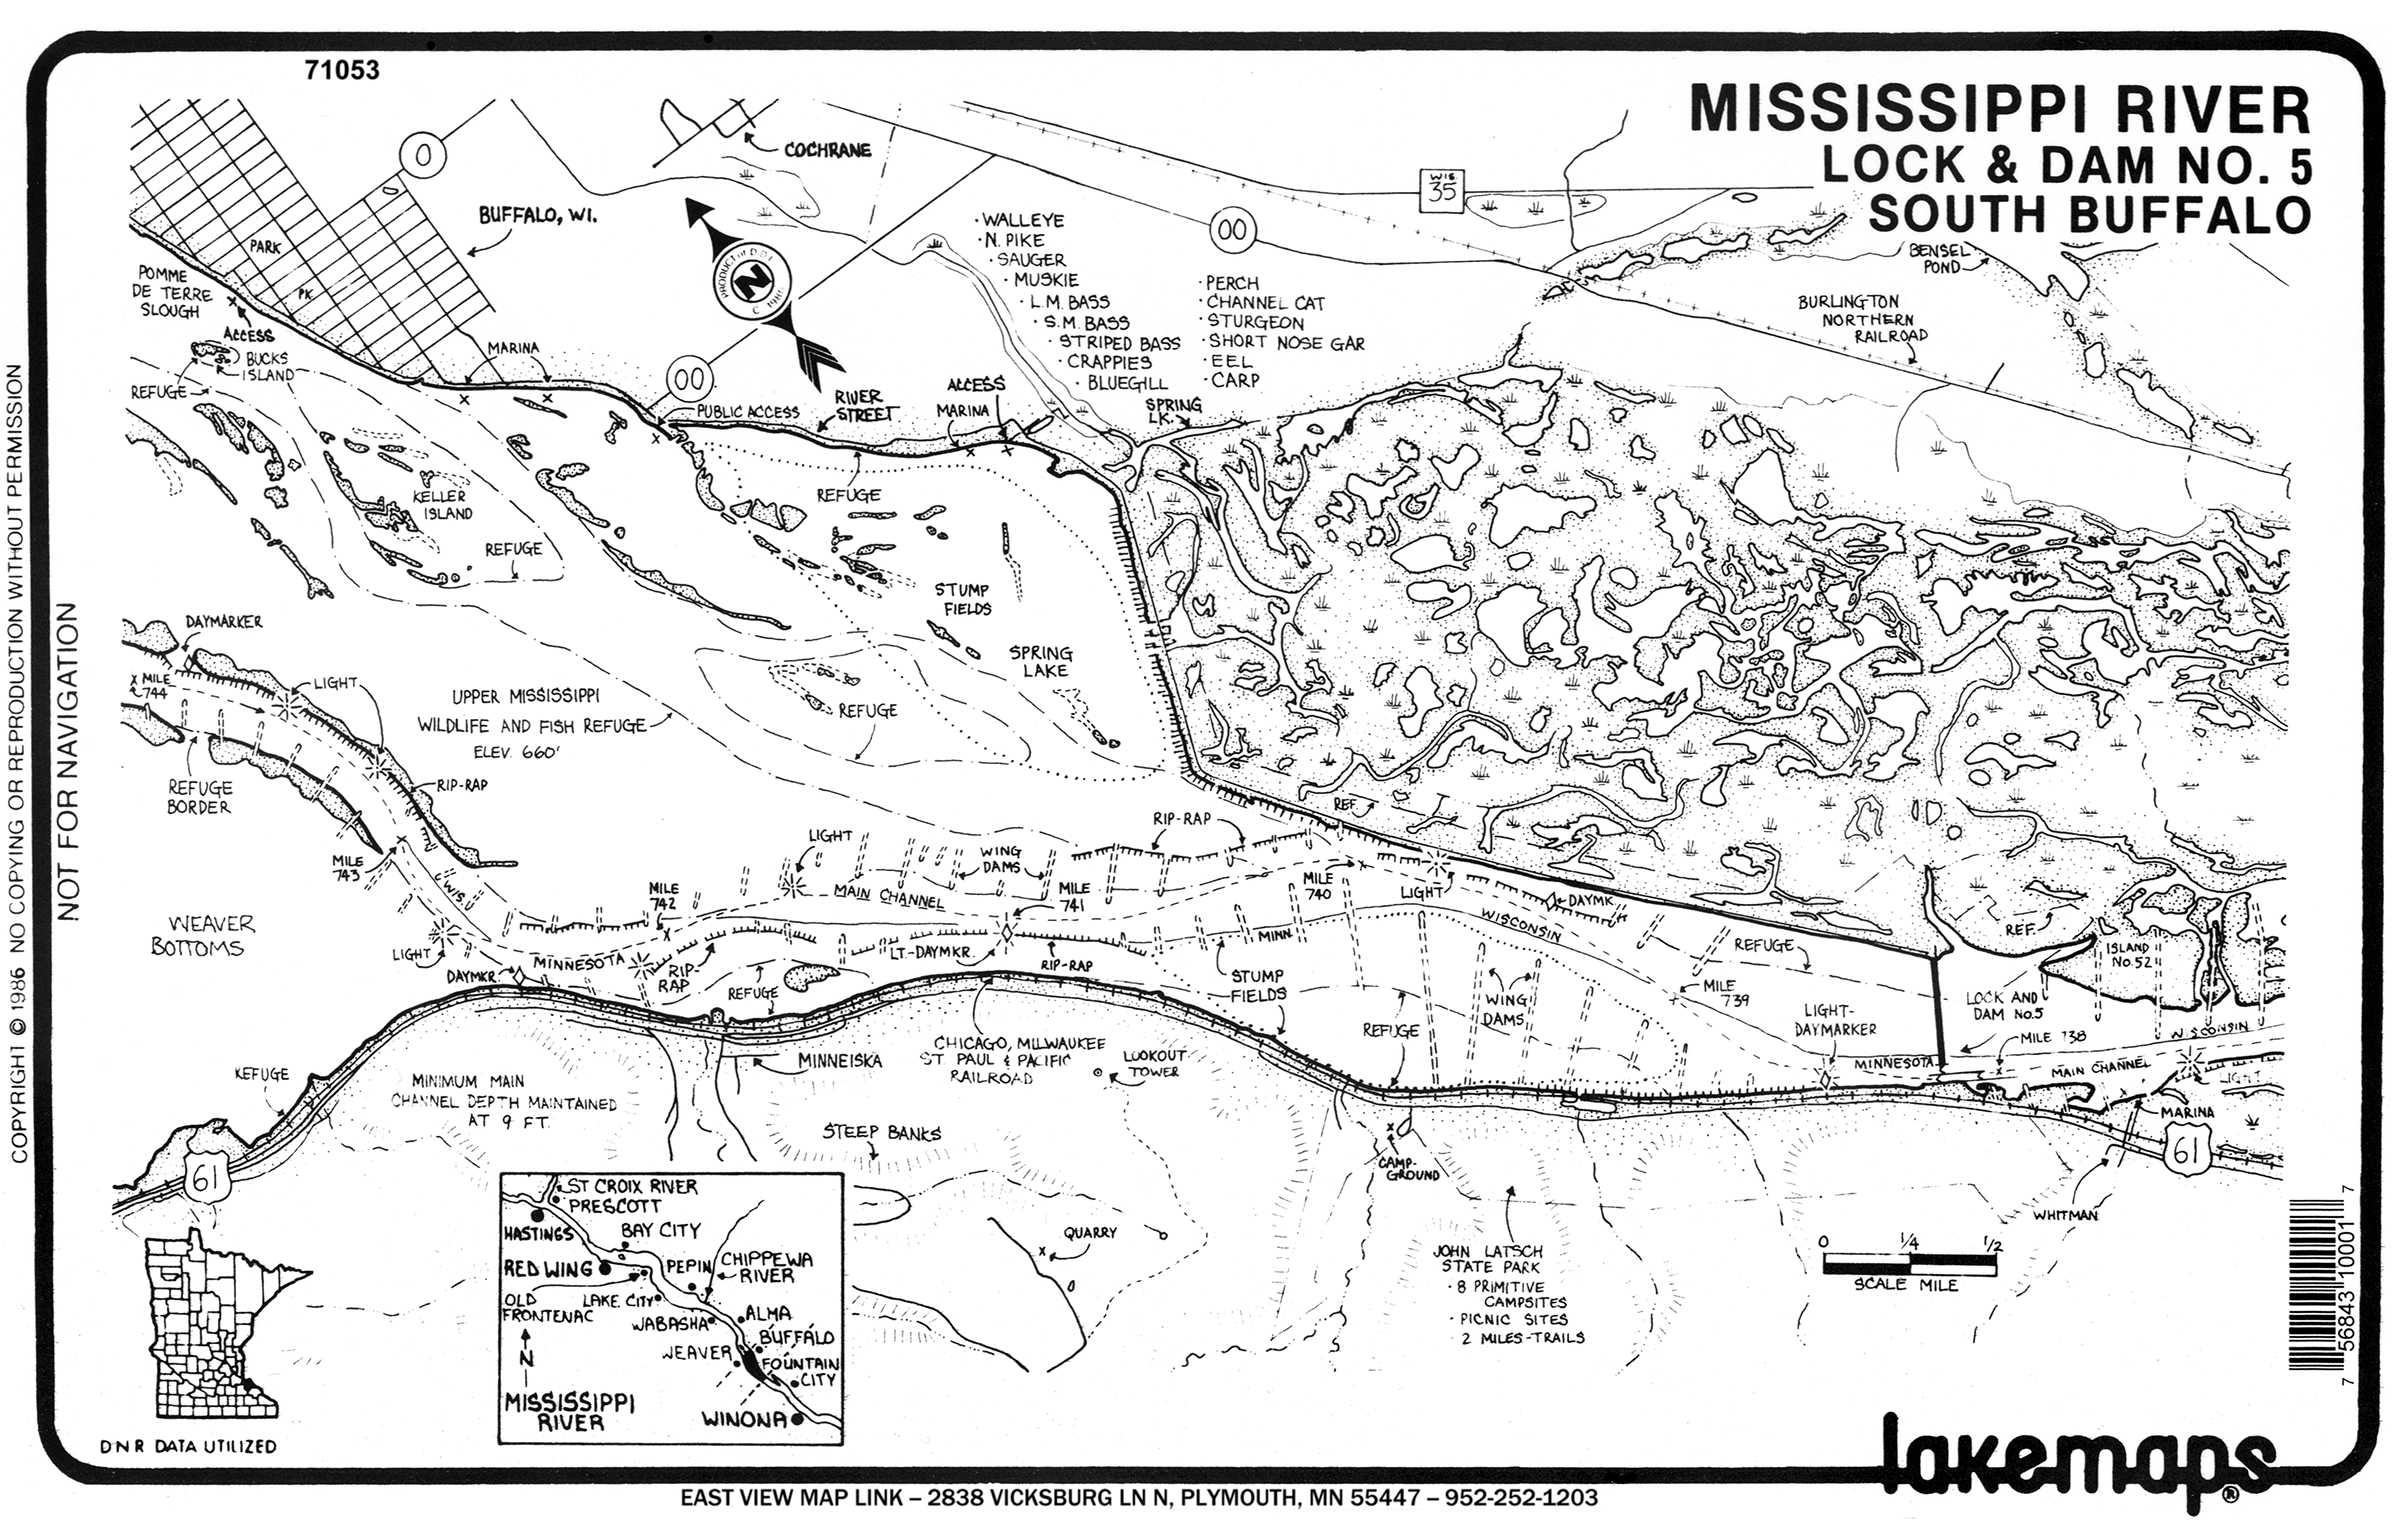 71053
MISSISSIPPI RIVER
LOCK & DAM NO. 5
SOUTH BUFFALO
COPYRIGHT © 1986 NO COPYING OR REPRODUCTION WITHOUT PERMISSION
NOT FOR NAVIGATION
O
COCHRANE
BUFFALO, WI.
PARK
PK.
POMME
DE TERRE
SLOUGH
ACCESS
BUCKS
ISLAND
REFUGE
MARINA
OO
PUBLIC ACCESS
RIVER
STREET
ACCESS
MARINA
PRODUCT of D.D.I.
N
C 1986
· WALLEYE
· N. PIKE
· SAUGER
· MUSKIE
· L.M. BASS
· S.M. BASS
· STRIPED BASS
· CRAPPIES
· BLUEGILL
· PERCH
· CHANNEL CAT
· STURGEON
· SHORT NOSE GAR
· EEL
· CARP
OO
WIS
35
SPRING
LK.
BENSEL
POND
BURLINGTON
NORTHERN
RAILROAD
KELLER
ISLAND
REFUGE
REFUGE
STUMP
FIELDS
SPRING
LAKE
REFUGE
DAYMARKER
X MILE
744
LIGHT
UPPER MISSISSIPPI
WILDLIFE AND FISH REFUGE
ELEV. 660'
REFUGE
BORDER
RIP-RAP
MILE
743
WIS.
WEAVER
BOTTOMS
LIGHT
DAYMKR.
MINNESOTA
MILE
742
RIP-
RAP
REFUGE
LIGHT
MAIN CHANNEL
WING
DAMS
RIP-RAP
MILE
741
LT.-DAYMKR.
RIP-RAP
MILE
740
REF.
LIGHT
DAYMK.
WISCONSIN
MINN.
STUMP
FIELDS
REFUGE
WING
DAMS
REFUGE
MILE
739
LIGHT-
DAYMARKER
REF.
ISLAND
No. 52
LOCK AND
DAM No. 5
MILE 738
WISCONSIN
MINNESOTA
MAIN CHANNEL
LIGHT
MARINA
61
WHITMAN
REFUGE
61
MINIMUM MAIN
CHANNEL DEPTH MAINTAINED
AT 9 FT.
MINNEISKA
CHICAGO, MILWAUKEE
ST. PAUL & PACIFIC
RAILROAD
LOOKOUT
TOWER
STEEP BANKS
CAMP-
GROUND
QUARRY
JOHN LATSCH
STATE PARK
· 8 PRIMITIVE
CAMPSITES
· PICNIC SITES
· 2 MILES-TRAILS
0 1/4 1/2
SCALE MILE
ST CROIX RIVER
PRESCOTT
HASTINGS
BAY CITY
RED WING
PEPIN
CHIPPEWA
RIVER
OLD
FRONTENAC
LAKE CITY
WABASHA
ALMA
BUFFALO
WEAVER
FOUNTAIN
CITY
N
MISSISSIPPI
RIVER
WINONA
DNR DATA UTILIZED
7 56843 10001 7
lakemaps®
EAST VIEW MAP LINK – 2838 VICKSBURG LN N, PLYMOUTH, MN 55447 – 952-252-1203